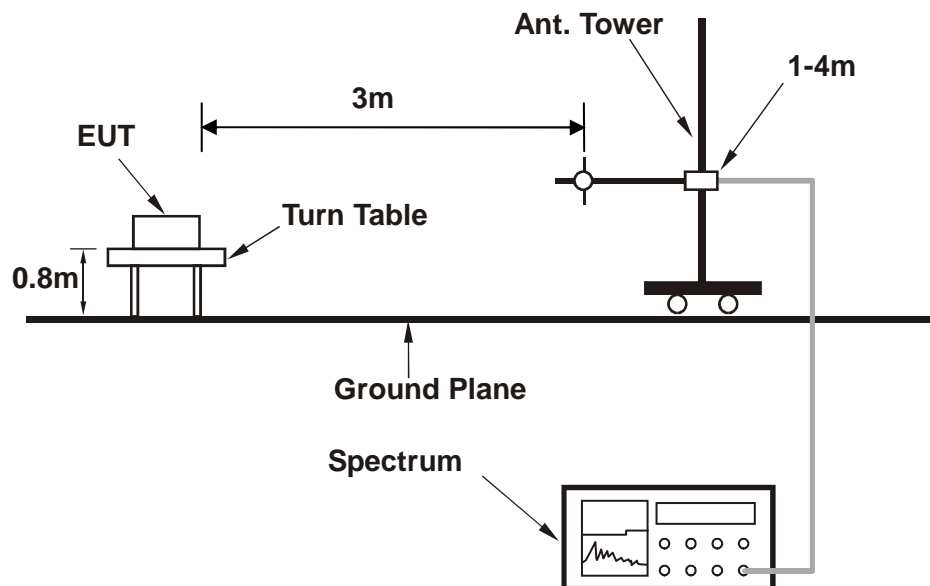 Ant. Tower
1-4m
3m
EUT
Turn Table
0.8m
Ground Plane
Spectrum